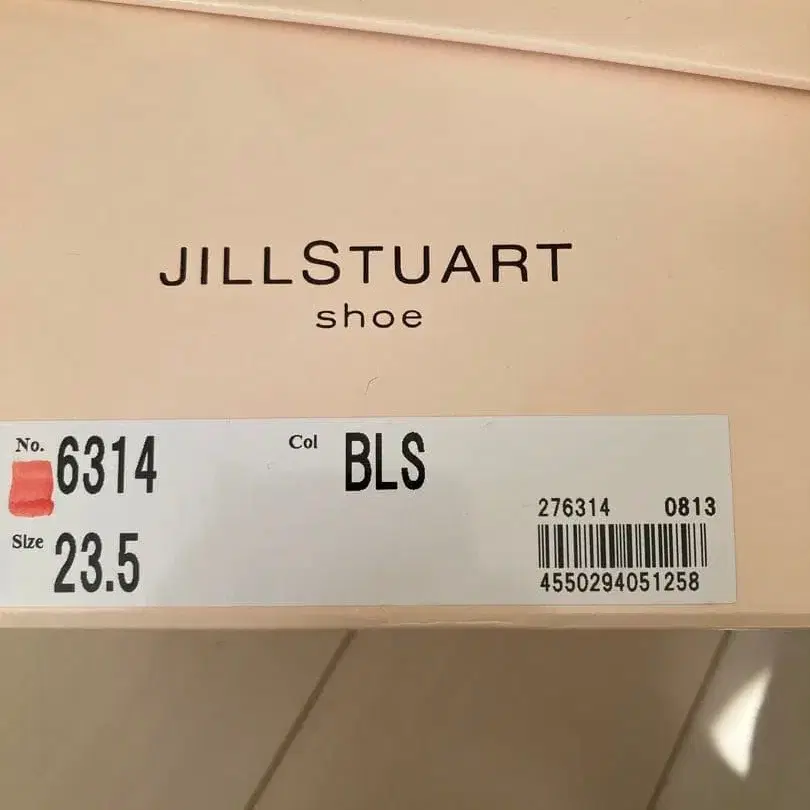 JILLSTUART
shoe
No. 6314 Col BLS
Size 23.5
276314 0813
4550294051258